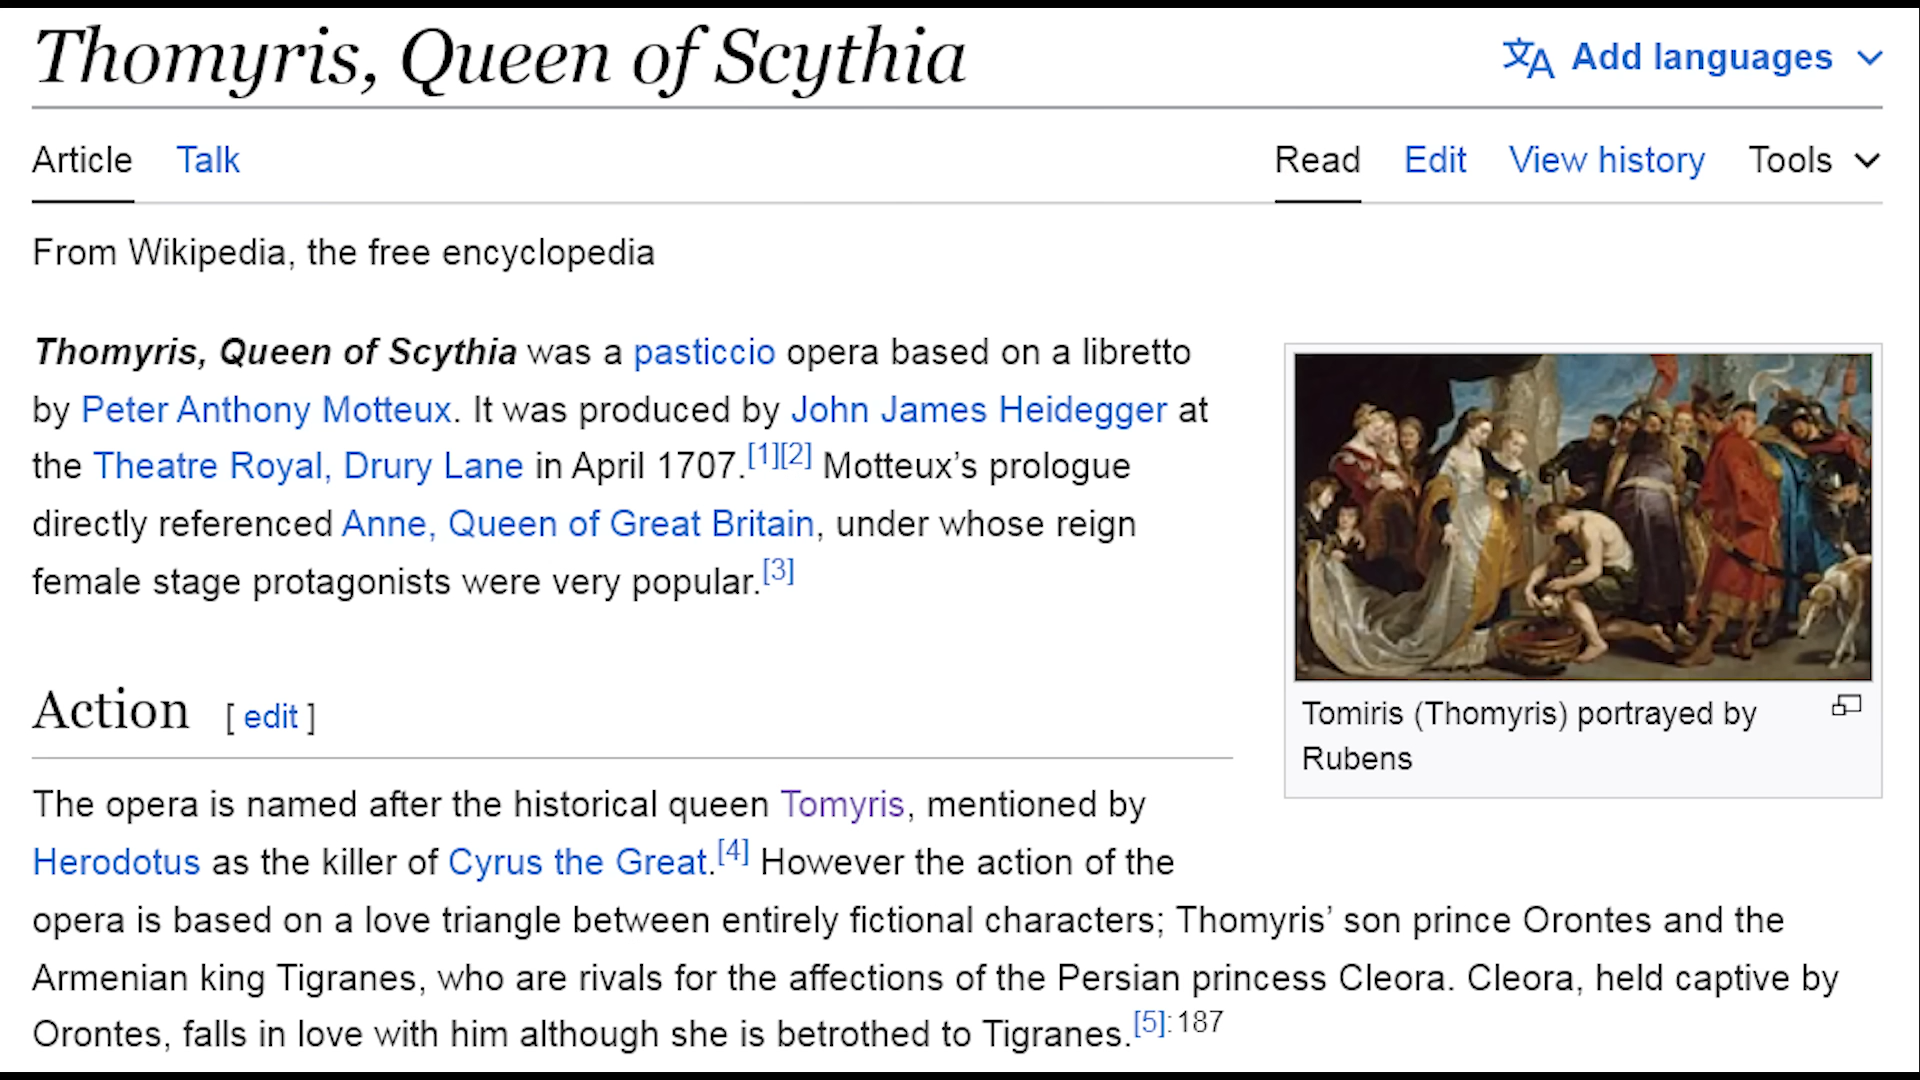 Thomyris, Queen of Scythia
Add languages
Article Talk Read Edit View history Tools
From Wikipedia, the free encyclopedia
Thomyris, Queen of Scythia was a pasticcio opera based on a libretto
by Peter Anthony Motteux. It was produced by John James Heidegger at
the Theatre Royal, Drury Lane in April 1707.[1][2] Motteux’s prologue
directly referenced Anne, Queen of Great Britain, under whose reign
female stage protagonists were very popular.[3]
Tomiris (Thomyris) portrayed by
Rubens
Action [ edit ]
The opera is named after the historical queen Tomyris, mentioned by
Herodotus as the killer of Cyrus the Great.[4] However the action of the
opera is based on a love triangle between entirely fictional characters; Thomyris’ son prince Orontes and the
Armenian king Tigranes, who are rivals for the affections of the Persian princess Cleora. Cleora, held captive by
Orontes, falls in love with him although she is betrothed to Tigranes.[5]:187